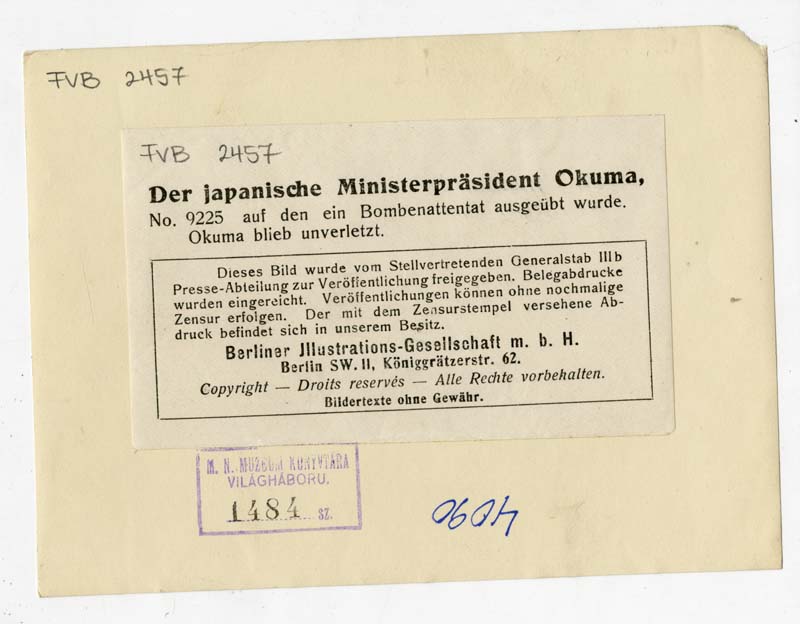 FVB 2457
FVB 2457
Der japanische Ministerpräsident Okuma,
No. 9225 auf den ein Bombenattentat ausgeübt wurde.
Okuma blieb unverletzt.
Dieses Bild wurde vom Stellvertretenden Generalstab IIIb
Presse-Abteilung zur Veröffentlichung freigegeben. Belegabdrucke
wurden eingereicht. Veröffentlichungen können ohne nochmalige
Zensur erfolgen. Der mit dem Zensurstempel versehene Ab-
druck befindet sich in unserem Besitz.
Berliner Jllustrations-Gesellschaft m. b. H.
Berlin SW. 11, Königgrätzerstr. 62.
Copyright — Droits reservés — Alle Rechte vorbehalten.
Bildertexte ohne Gewähr.
M. N. MUZEUM KÖNYVTÁRA
VILÁGHÁBORU.
1484 SZ.